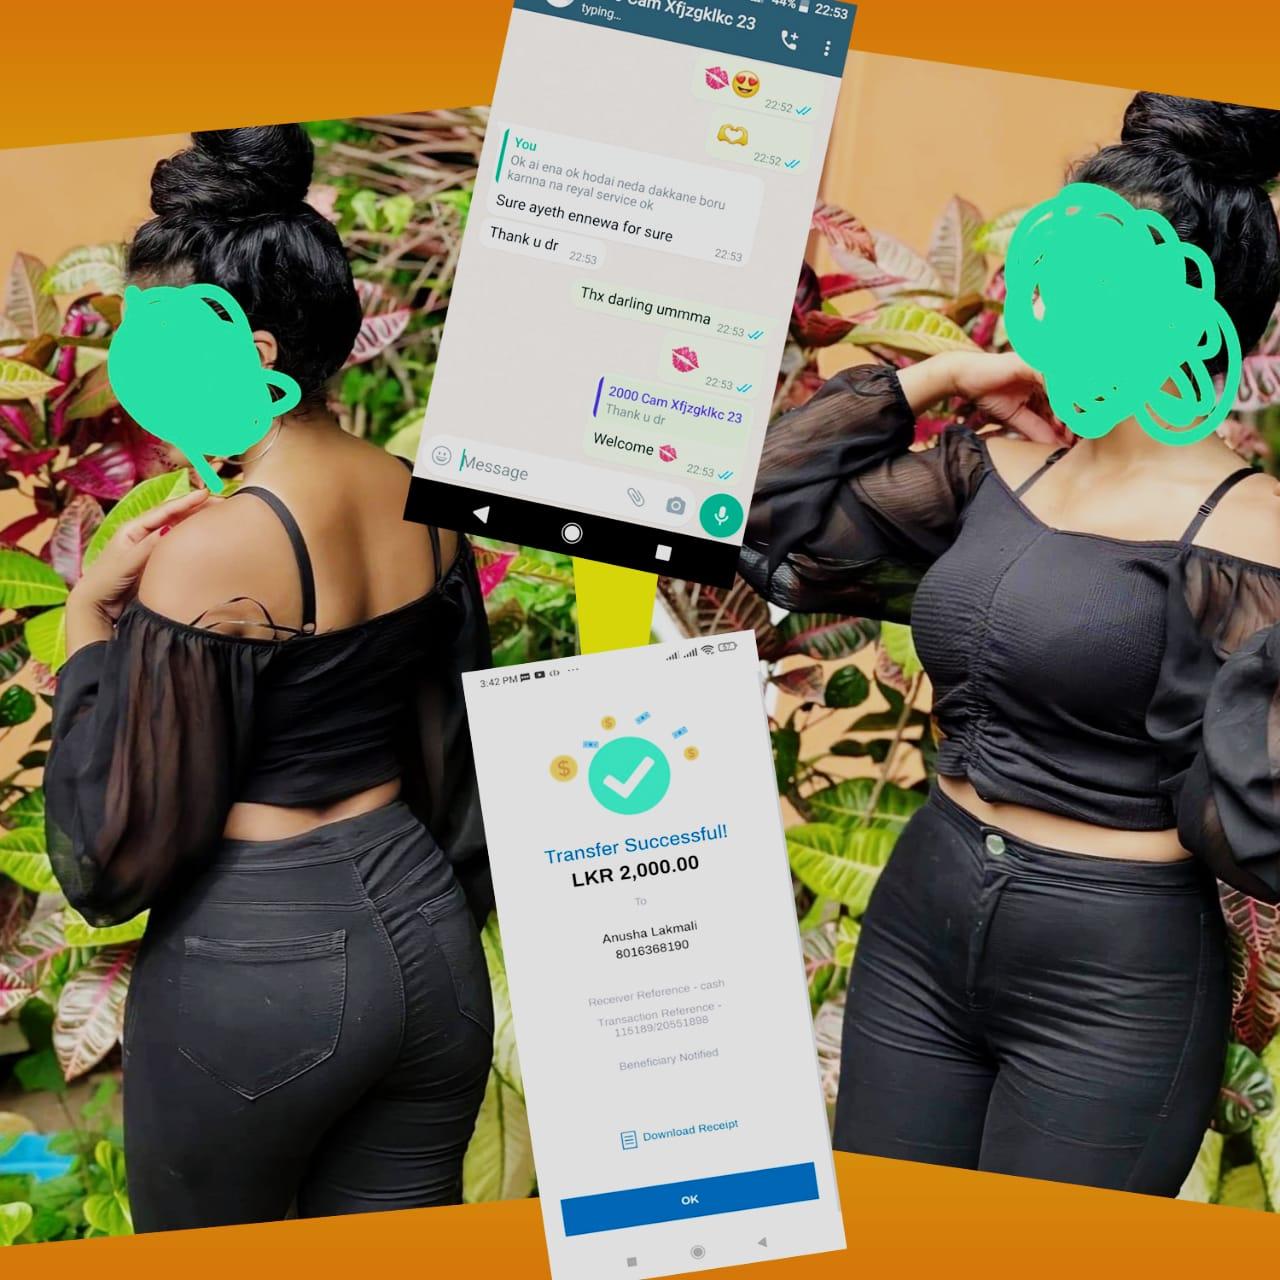 44% 22:53
Cam Xfjzgklkc 23
typing...
22:52
22:52
You
Ok ai ena ok hodai neda dakkane boru
karnna na reyal service ok
Sure ayeth ennewa for sure
22:53
Thank u dr 22:53
Thx darling ummma 22:53
22:53
2000 Cam Xfjzgklkc 23
Thank u dr
Welcome
22:53
Message
3:42 PM
57
Transfer Successful!
LKR 2,000.00
To
Anusha Lakmali
8016368190
Receiver Reference - cash
Transaction Reference -
115189/20551898
Beneficiary Notified
Download Receipt
OK